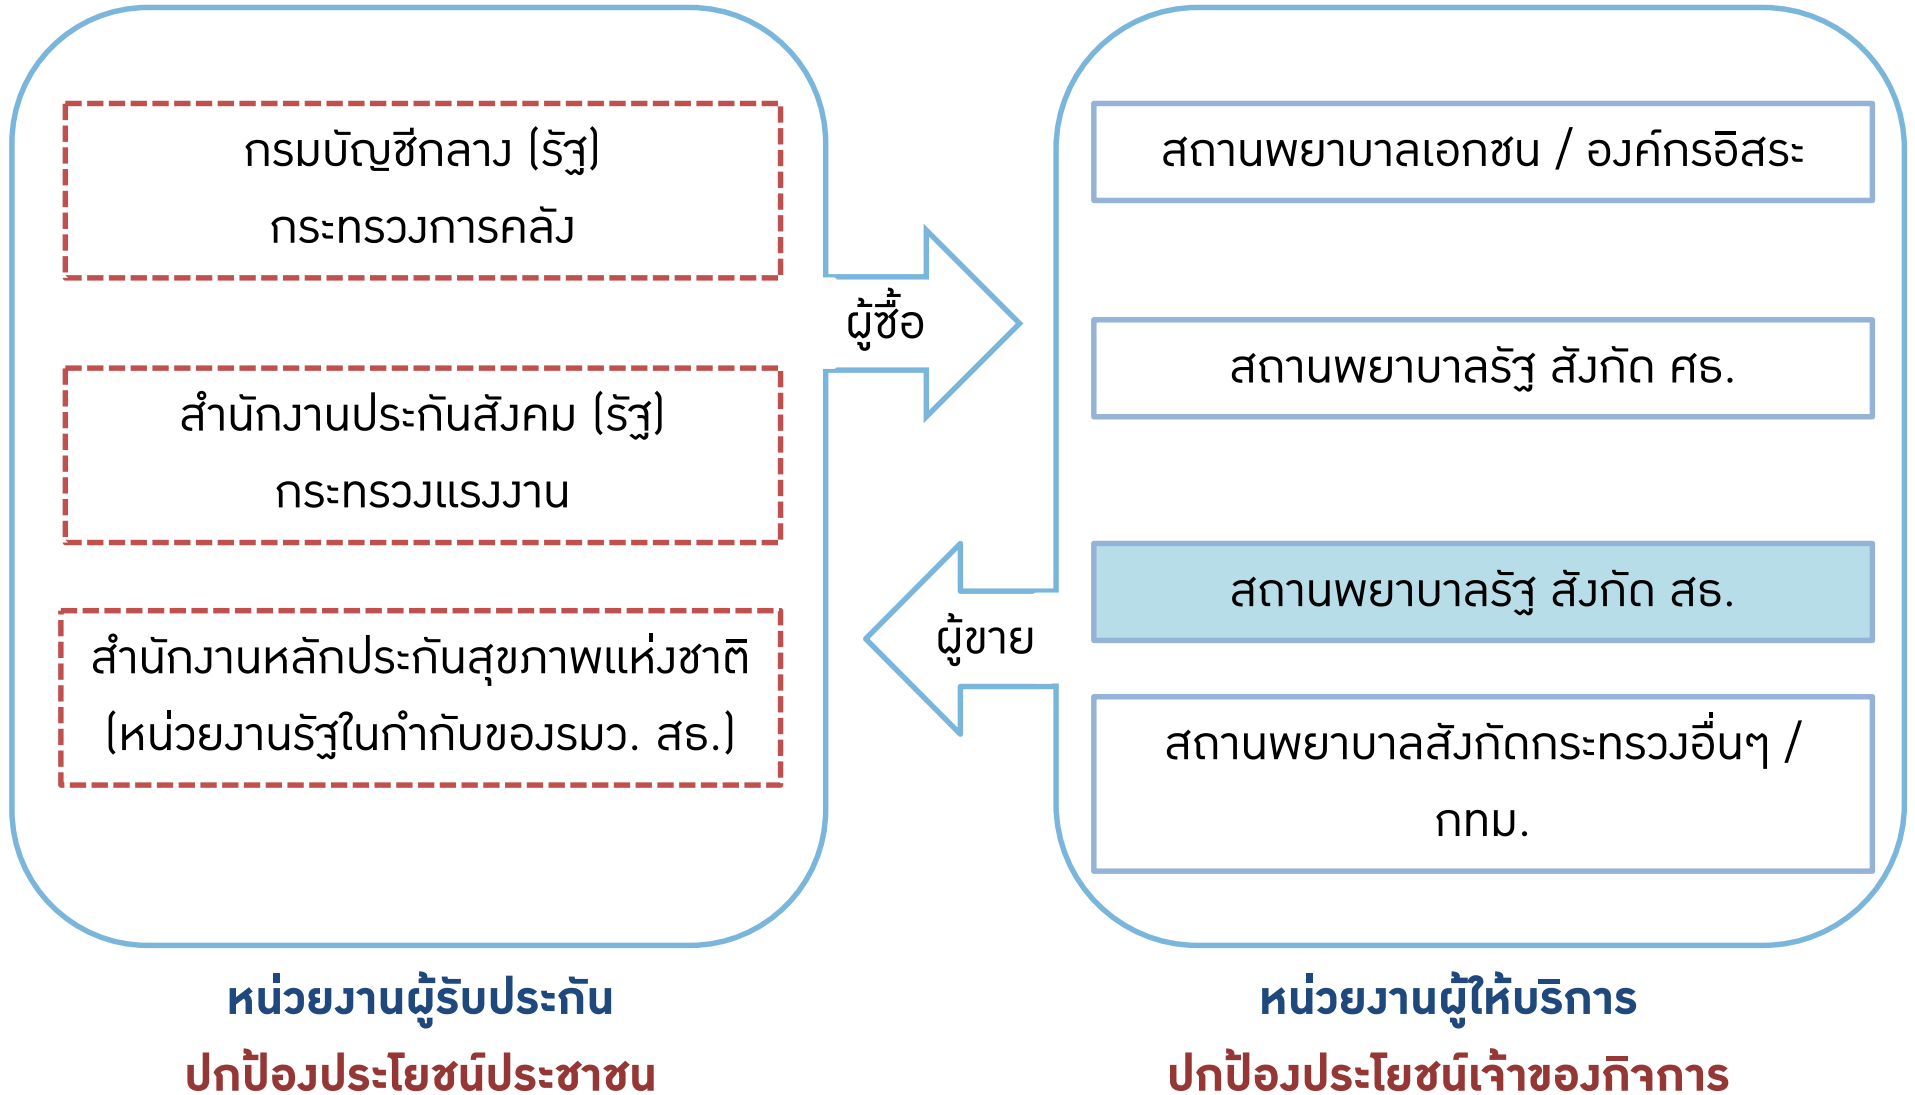 กรมบัญชีกลาง (รัฐ)
กระทรวงการคลัง
สำนักงานประกันสังคม (รัฐ)
กระทรวงแรงงาน
สำนักงานหลักประกันสุขภาพแห่งชาติ
(หน่วยงานรัฐในกำกับของรมว. สธ.)
หน่วยงานผู้รับประกัน
ปกป้องประโยชน์ประชาชน
ผู้ซื้อ
ผู้ขาย
สถานพยาบาลเอกชน / องค์กรอิสระ
สถานพยาบาลรัฐ สังกัด ศธ.
สถานพยาบาลรัฐ สังกัด สธ.
สถานพยาบาลสังกัดกระทรวงอื่นๆ /
กทม.
หน่วยงานผู้ให้บริการ
ปกป้องประโยชน์เจ้าของกิจการ